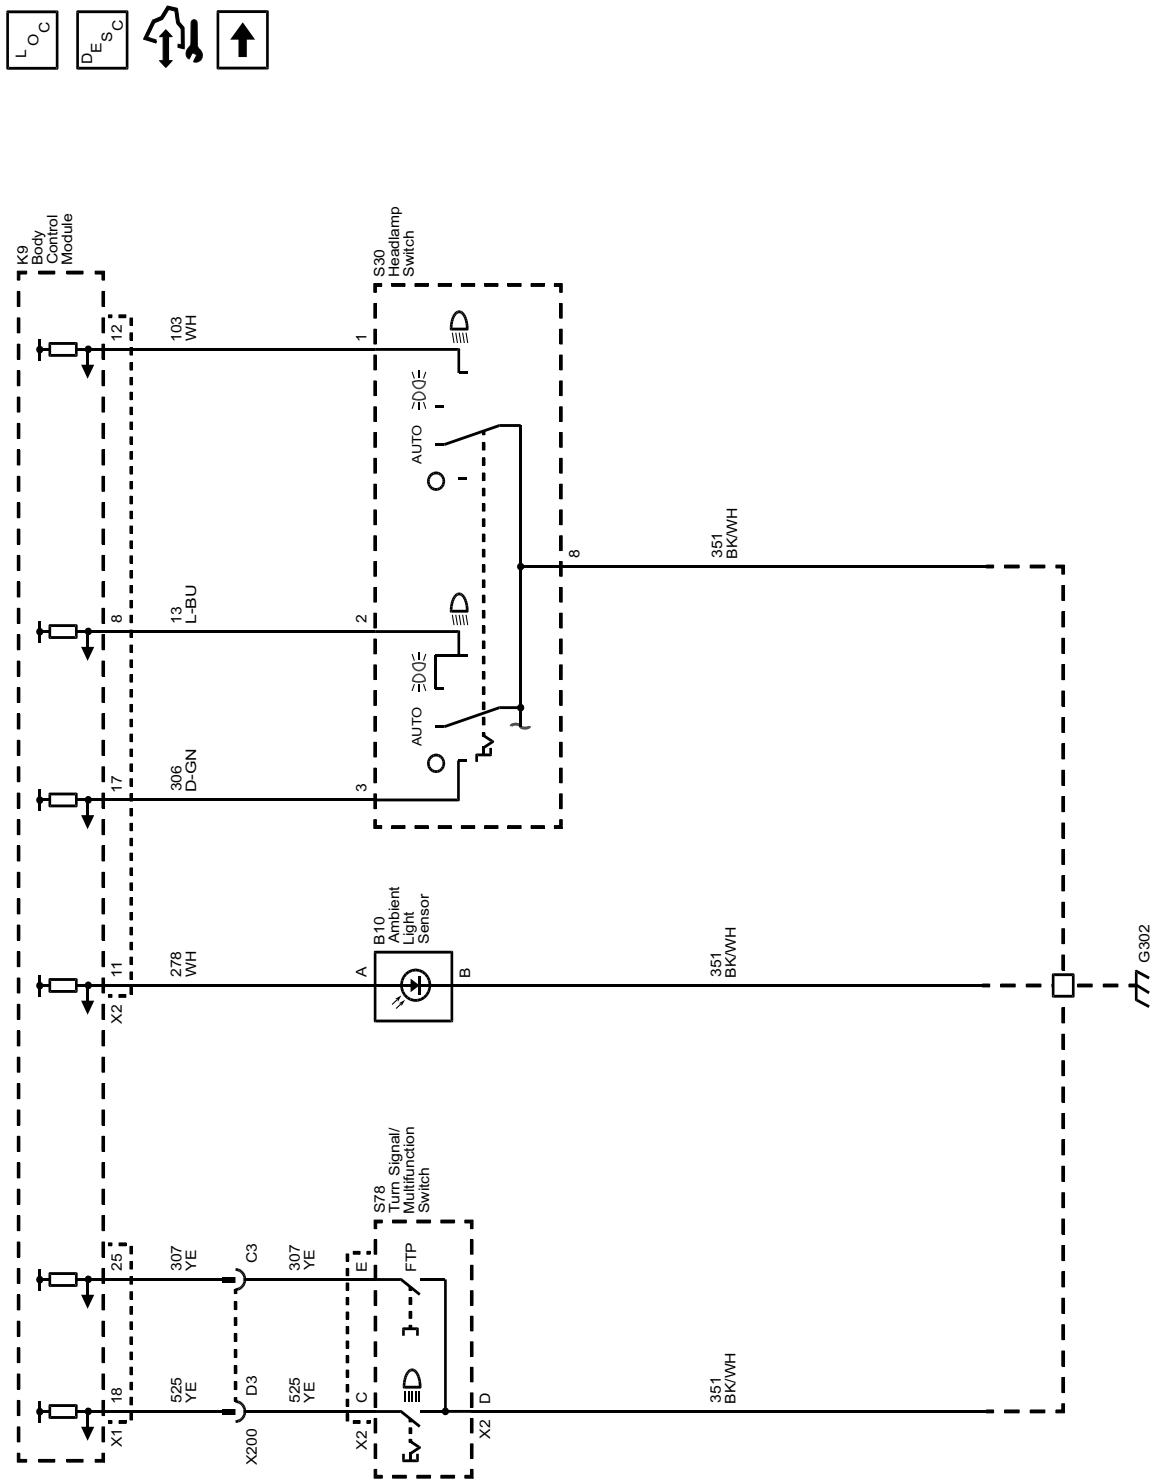 LOC
DESC
K9
Body
Control
Module
12
103
WH
1
S30
Headlamp
Switch
AUTO
8
351
BK/WH
8
13
L-BU
2
AUTO
17
306
D-GN
3
11
X2
278
WH
A
B10
Ambient
Light
Sensor
B
351
BK/WH
G302
25
307
YE
C3
307
YE
E
S78
Turn Signal/
Multifunction
Switch
FTP
18
X1
525
YE
D3
X200
525
YE
C
X2
D
X2
351
BK/WH